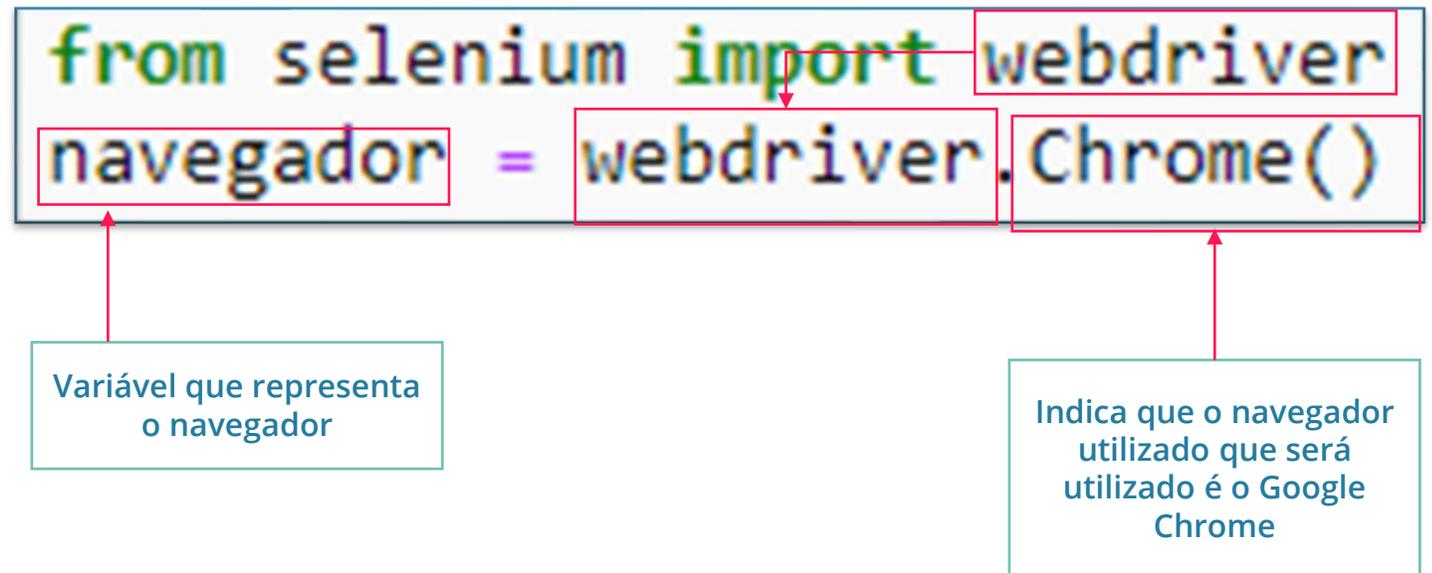 from selenium import webdriver
navegador = webdriver.Chrome()
Variável que representa
o navegador
Indica que o navegador
utilizado que será
utilizado é o Google
Chrome